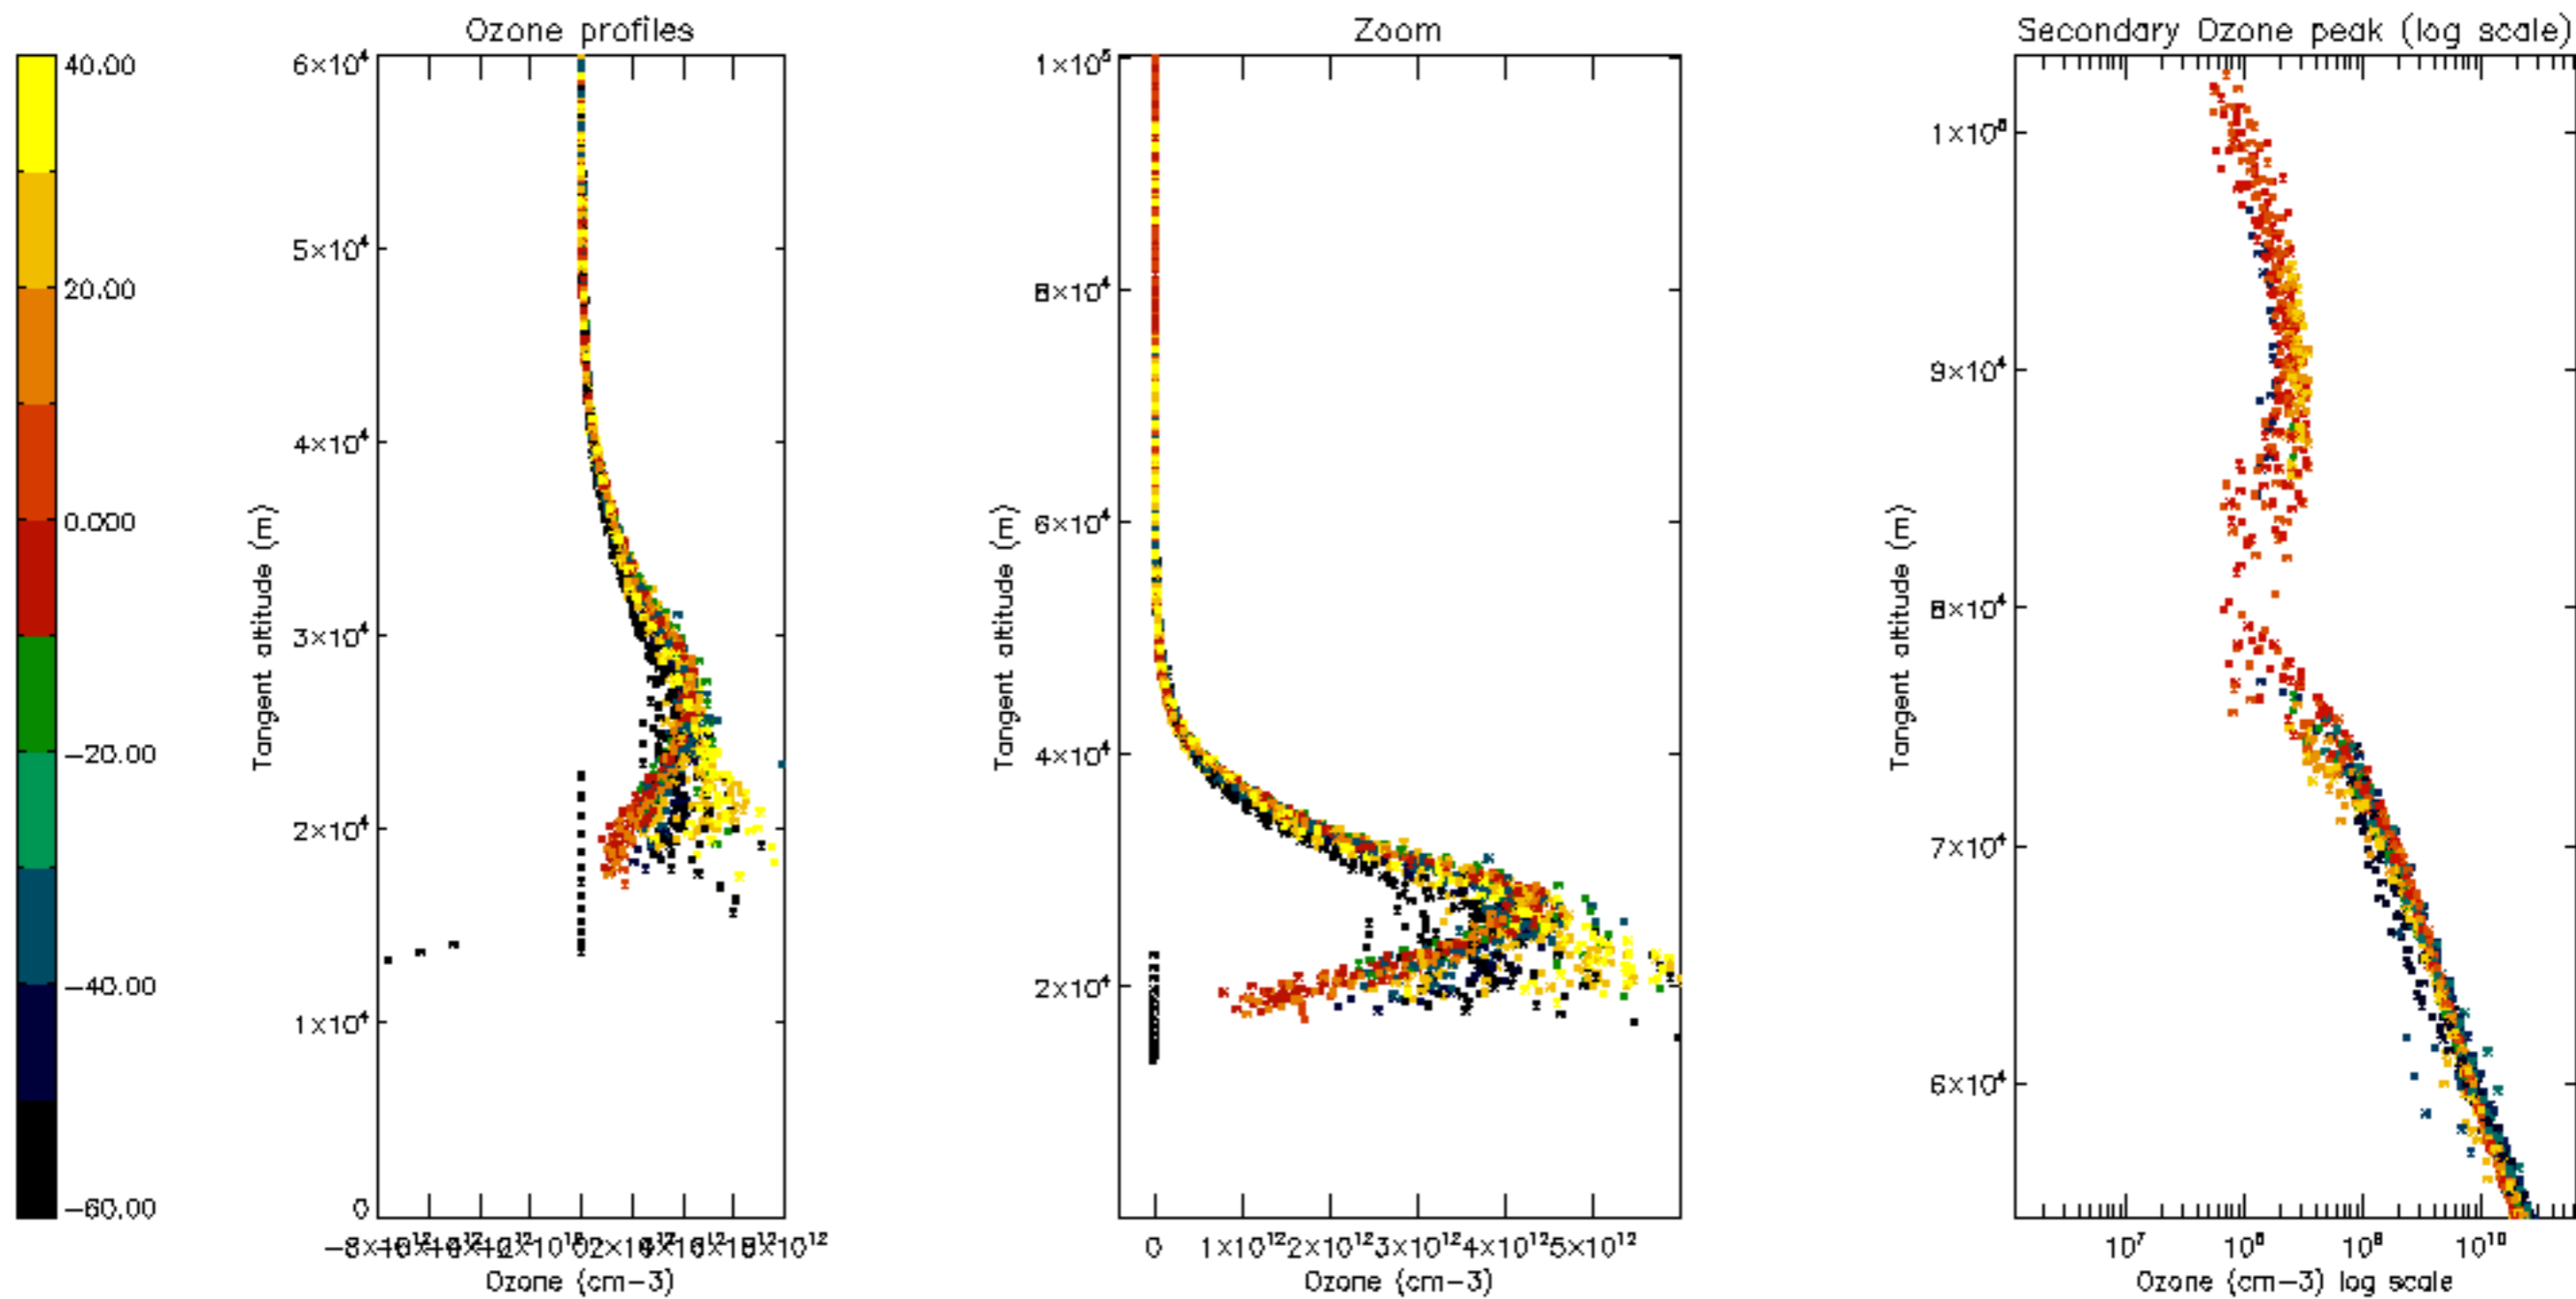 Ozone profiles
Zoom
Secondary Ozone peak (log scale)
40.00
20.00
0.000
−20.00
−40.00
−60.00
6×10⁴
5×10⁴
4×10⁴
3×10⁴
2×10⁴
1×10⁴
0
Tangent altitude (m)
Ozone (cm−3)
1×10⁵
8×10⁴
6×10⁴
4×10⁴
2×10⁴
Tangent altitude (m)
0 1×10¹² 2×10¹² 3×10¹² 4×10¹² 5×10¹²
Ozone (cm−3)
9×10⁴
8×10⁴
7×10⁴
6×10⁴
Tangent altitude (m)
10⁷ 10⁸ 10⁹ 10¹⁰
Ozone (cm−3) log scale